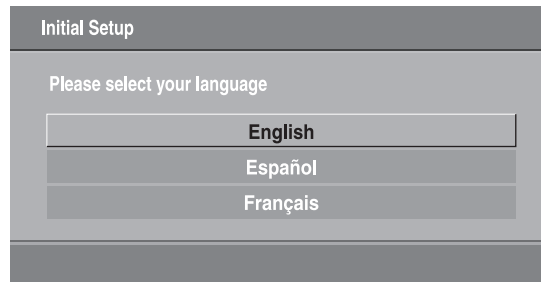 Initial Setup
Please select your language
English
Español
Français